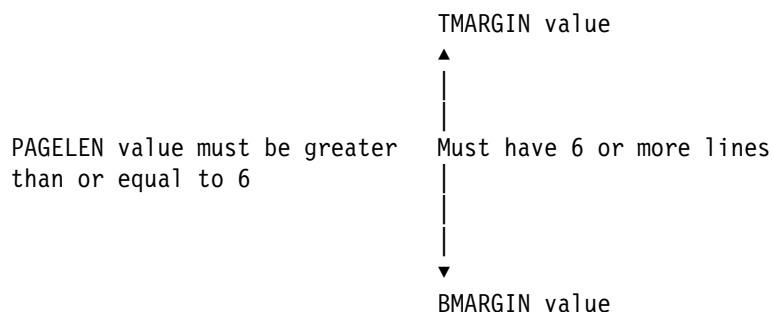 TMARGIN value
PAGELEN value must be greater
than or equal to 6
Must have 6 or more lines
BMARGIN value